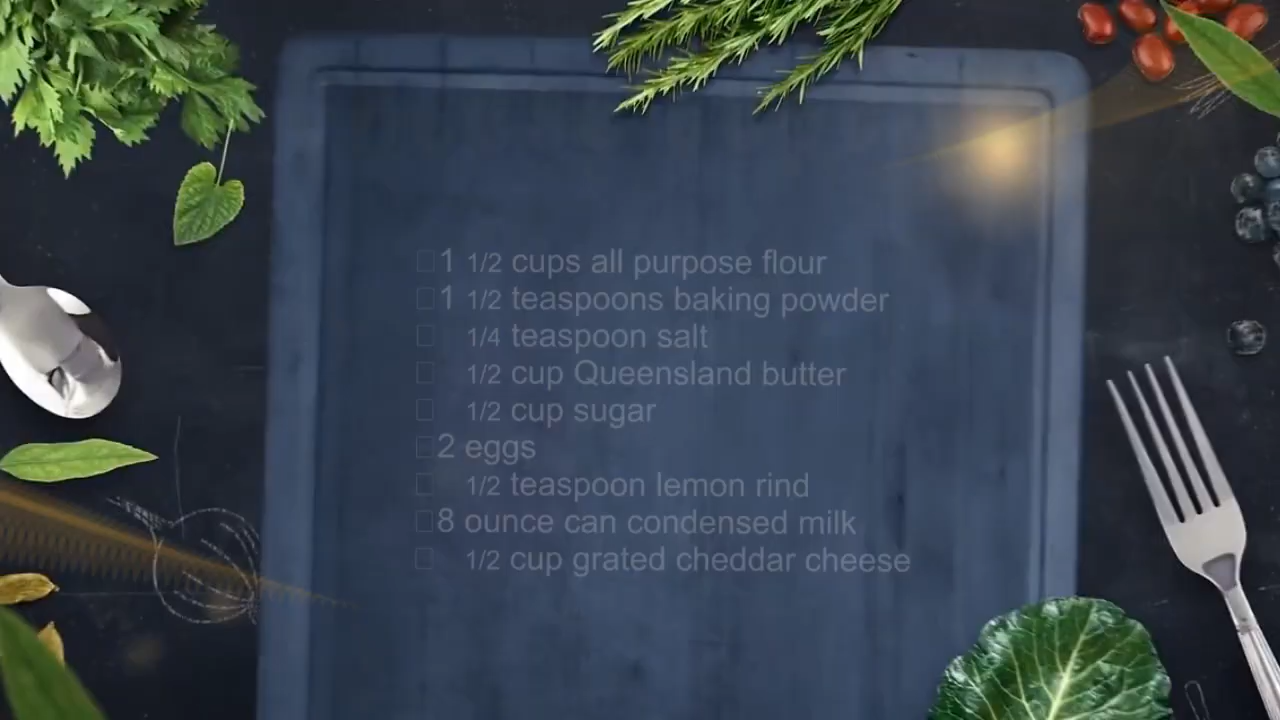 1 1/2 cups all purpose flour
1 1/2 teaspoons baking powder
1/4 teaspoon salt
1/2 cup Queensland butter
1/2 cup sugar
2 eggs
1/2 teaspoon lemon rind
8 ounce can condensed milk
1/2 cup grated cheddar cheese